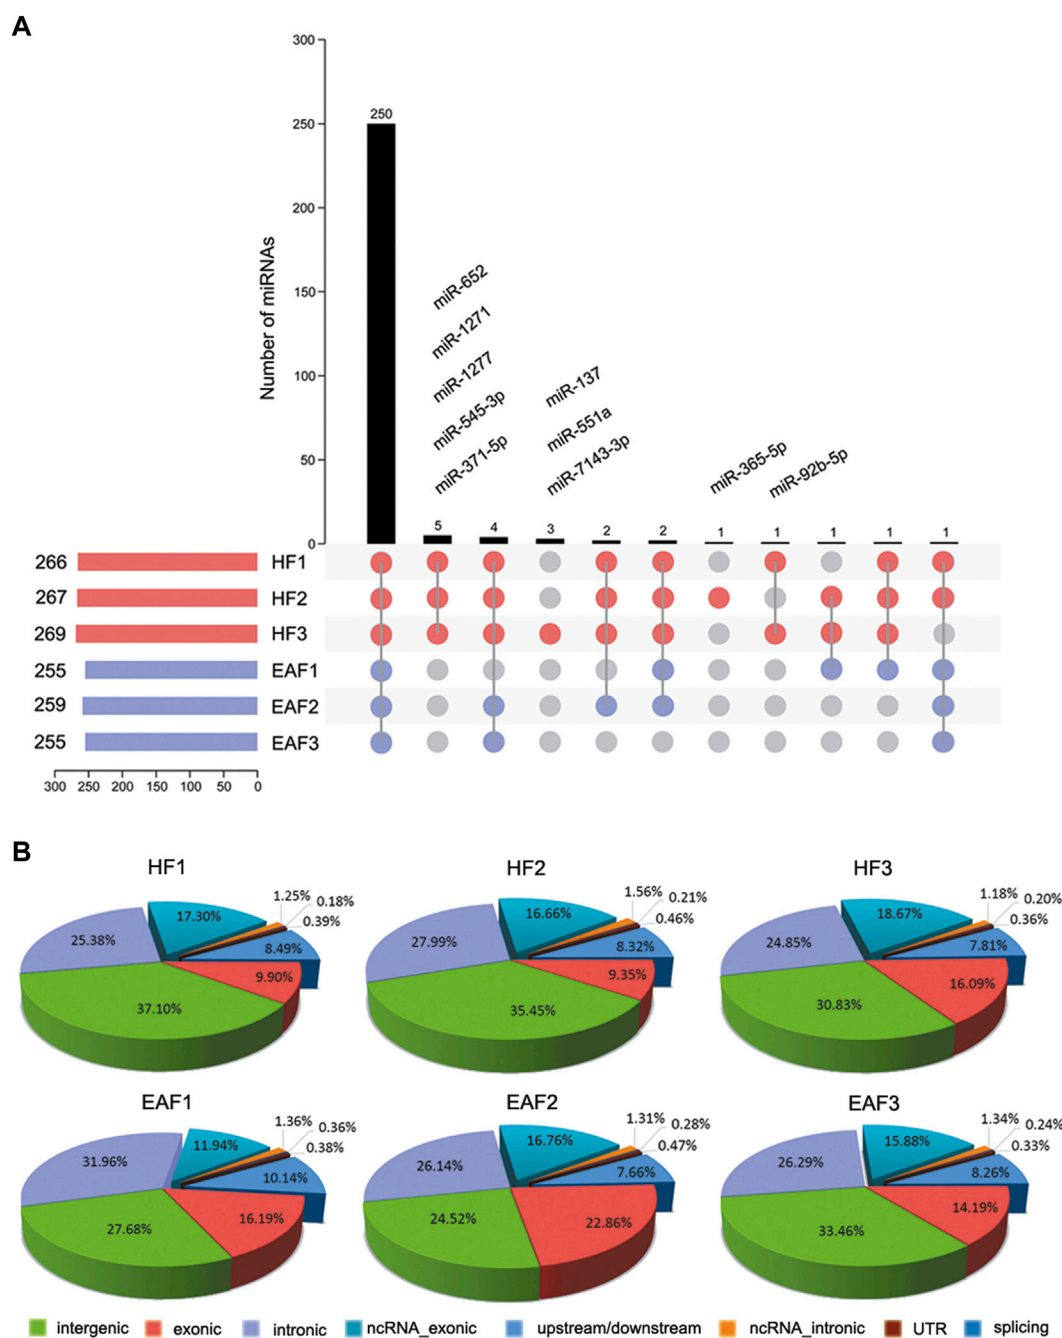 A
300
250
200
150
100
50
0
Number of miRNAs
250
miR-652
miR-1271
miR-1277
miR-545-3p
miR-371-5p
miR-137
miR-551a
miR-7143-3p
miR-365-5p
miR-92b-5p
5 4 3 2 2 1 1 1 1 1
266 HF1
267 HF2
269 HF3
255 EAF1
259 EAF2
255 EAF3
300 250 200 150 100 50 0
B
HF1
17.30%
1.25%
0.18%
0.39%
8.49%
9.90%
37.10%
25.38%
HF2
16.66%
1.56%
0.21%
0.46%
8.32%
9.35%
35.45%
27.99%
HF3
18.67%
1.18%
0.20%
0.36%
7.81%
16.09%
30.83%
24.85%
EAF1
11.94%
1.36%
0.36%
0.38%
10.14%
16.19%
27.68%
31.96%
EAF2
16.76%
1.31%
0.28%
0.47%
7.66%
22.86%
24.52%
26.14%
EAF3
15.88%
1.34%
0.24%
0.33%
8.26%
14.19%
33.46%
26.29%
intergenic exonic intronic ncRNA_exonic upstream/downstream ncRNA_intronic UTR splicing